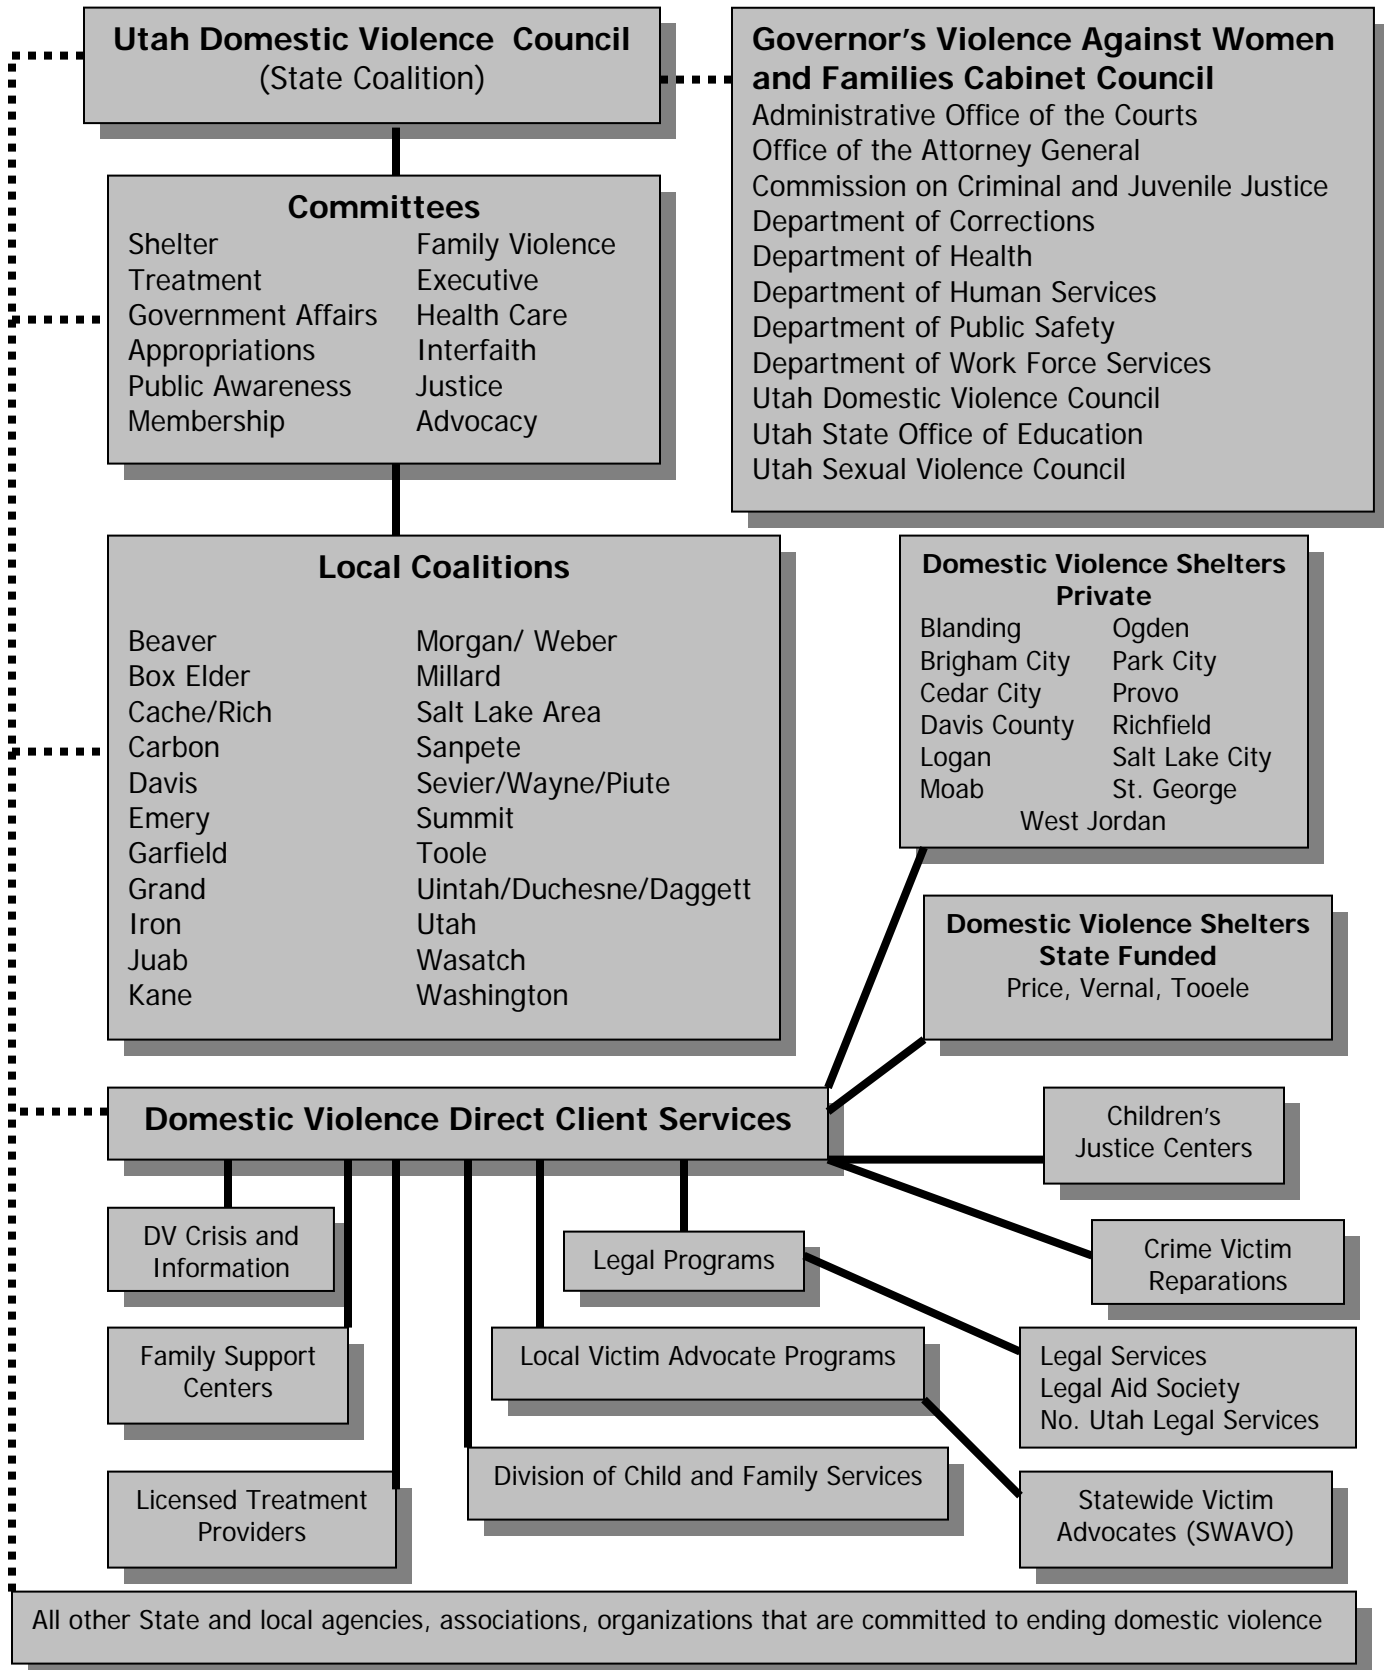 Utah Domestic Violence Council
(State Coalition)
Governor's Violence Against Women
and Families Cabinet Council
Administrative Office of the Courts
Office of the Attorney General
Commission on Criminal and Juvenile Justice
Department of Corrections
Department of Health
Department of Human Services
Department of Public Safety
Department of Work Force Services
Utah Domestic Violence Council
Utah State Office of Education
Utah Sexual Violence Council
Committees
Shelter Family Violence
Treatment Executive
Government Affairs Health Care
Appropriations Interfaith
Public Awareness Justice
Membership Advocacy
Local Coalitions
Beaver Morgan/ Weber
Box Elder Millard
Cache/Rich Salt Lake Area
Carbon Sanpete
Davis Sevier/Wayne/Piute
Emery Summit
Garfield Toole
Grand Uintah/Duchesne/Daggett
Iron Utah
Juab Wasatch
Kane Washington
Domestic Violence Shelters
Private
Blanding Ogden
Brigham City Park City
Cedar City Provo
Davis County Richfield
Logan Salt Lake City
Moab St. George
West Jordan
Domestic Violence Shelters
State Funded
Price, Vernal, Tooele
Domestic Violence Direct Client Services
Children's
Justice Centers
DV Crisis and
Information
Legal Programs
Crime Victim
Reparations
Family Support
Centers
Local Victim Advocate Programs
Legal Services
Legal Aid Society
No. Utah Legal Services
Division of Child and Family Services
Licensed Treatment
Providers
Statewide Victim
Advocates (SWAVO)
All other State and local agencies, associations, organizations that are committed to ending domestic violence